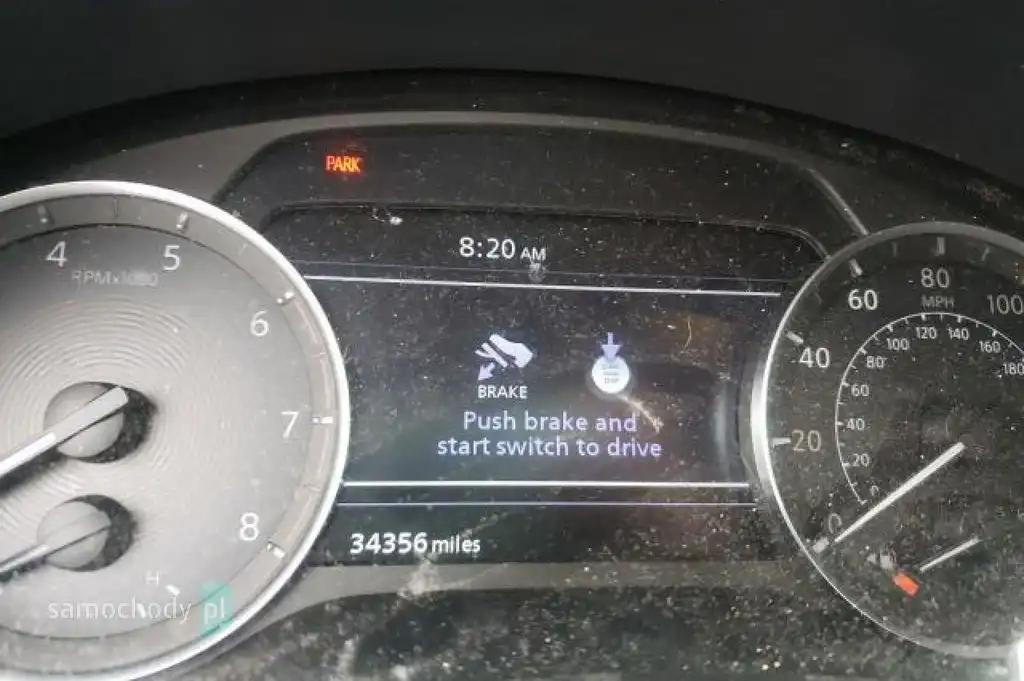 PARK
8:20 AM
4
5
6
7
8
RPM×1000
H
BRAKE
Push brake and
start switch to drive
34356 miles
0
20
40
60
80
100
MPH
0
20
40
60
80
100
120
140
160
180
samochody pl